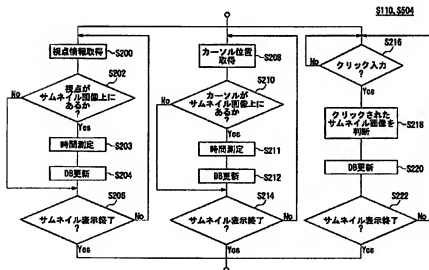 S110, S504
視点情報取得
S200
S202
視点が
サムネイル画像上に
あるか
?
No
Yes
時間測定
S203
DB更新
S204
S206
サムネイル表示終了
?
No
Yes
カーソル位置
取得
S208
S210
カーソルが
サムネイル画像上に
あるか
?
No
Yes
時間測定
S211
DB更新
S212
S214
サムネイル表示終了
?
No
Yes
S216
クリック入力
?
No
Yes
クリックされた
サムネイル画像を
判断
S218
DB更新
S220
S222
サムネイル表示終了
?
No
Yes